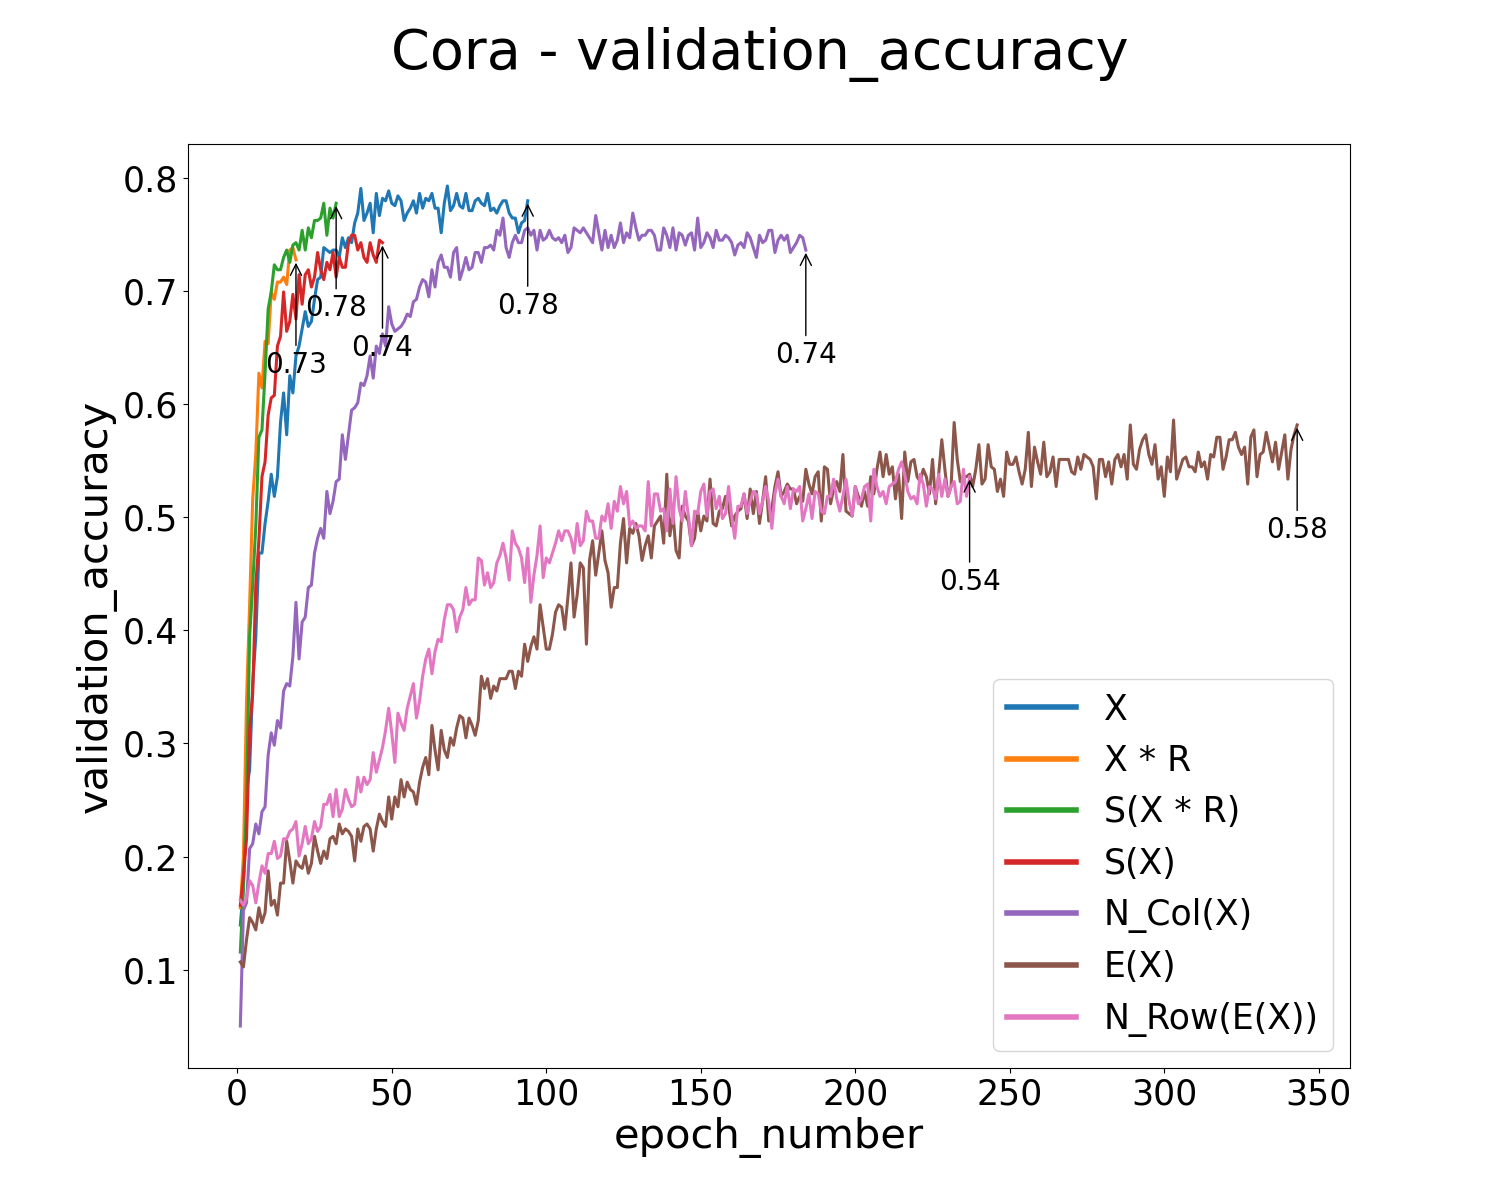 Cora - validation_accuracy
validation_accuracy
0.8
0.7
0.6
0.5
0.4
0.3
0.2
0.1
0.78
0.78
0.74
0.74
0.73
0.58
0.54
X
X * R
S(X * R)
S(X)
N_Col(X)
E(X)
N_Row(E(X))
0 50 100 150 200 250 300 350
epoch_number